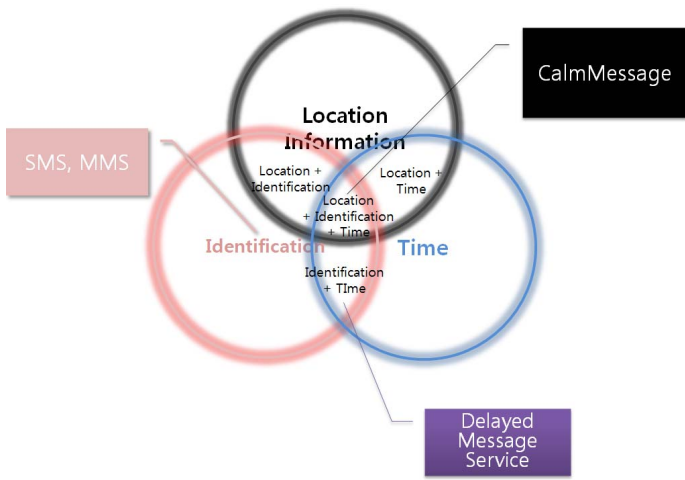 CalmMessage
Location
Information
SMS, MMS
Location +
Identification
Location +
Time
Location
+ Identification
+ Time
Identification
Time
Identification
+ TIme
Delayed
Message
Service